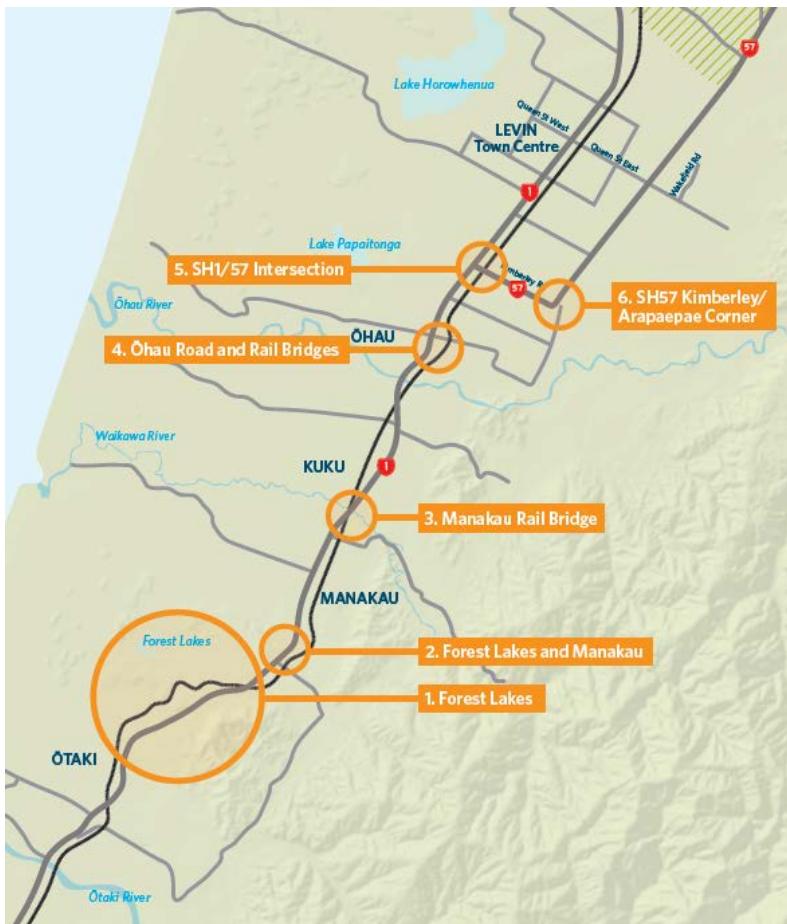 57
Lake Horowhenua
Queen St West
LEVIN
Town Centre
Queen St East
Wakefield Rd
1
Lake Papaitonga
5. SH1/57 Intersection
57
6. SH57 Kimberley/
Arapaepae Corner
Ōhau River
ŌHAU
4. Ōhau Road and Rail Bridges
Waikawa River
KUKU
1
3. Manakau Rail Bridge
MANAKAU
Forest Lakes
2. Forest Lakes and Manakau
1. Forest Lakes
ŌTAKI
Ōtaki River